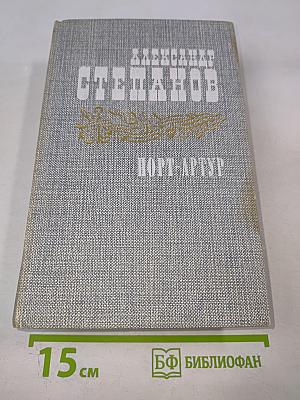 АЛЕКСАНДР
СТЕПАНОВ
ПОРТ-АРТУР
15 см
БФ БИБЛИОФАН